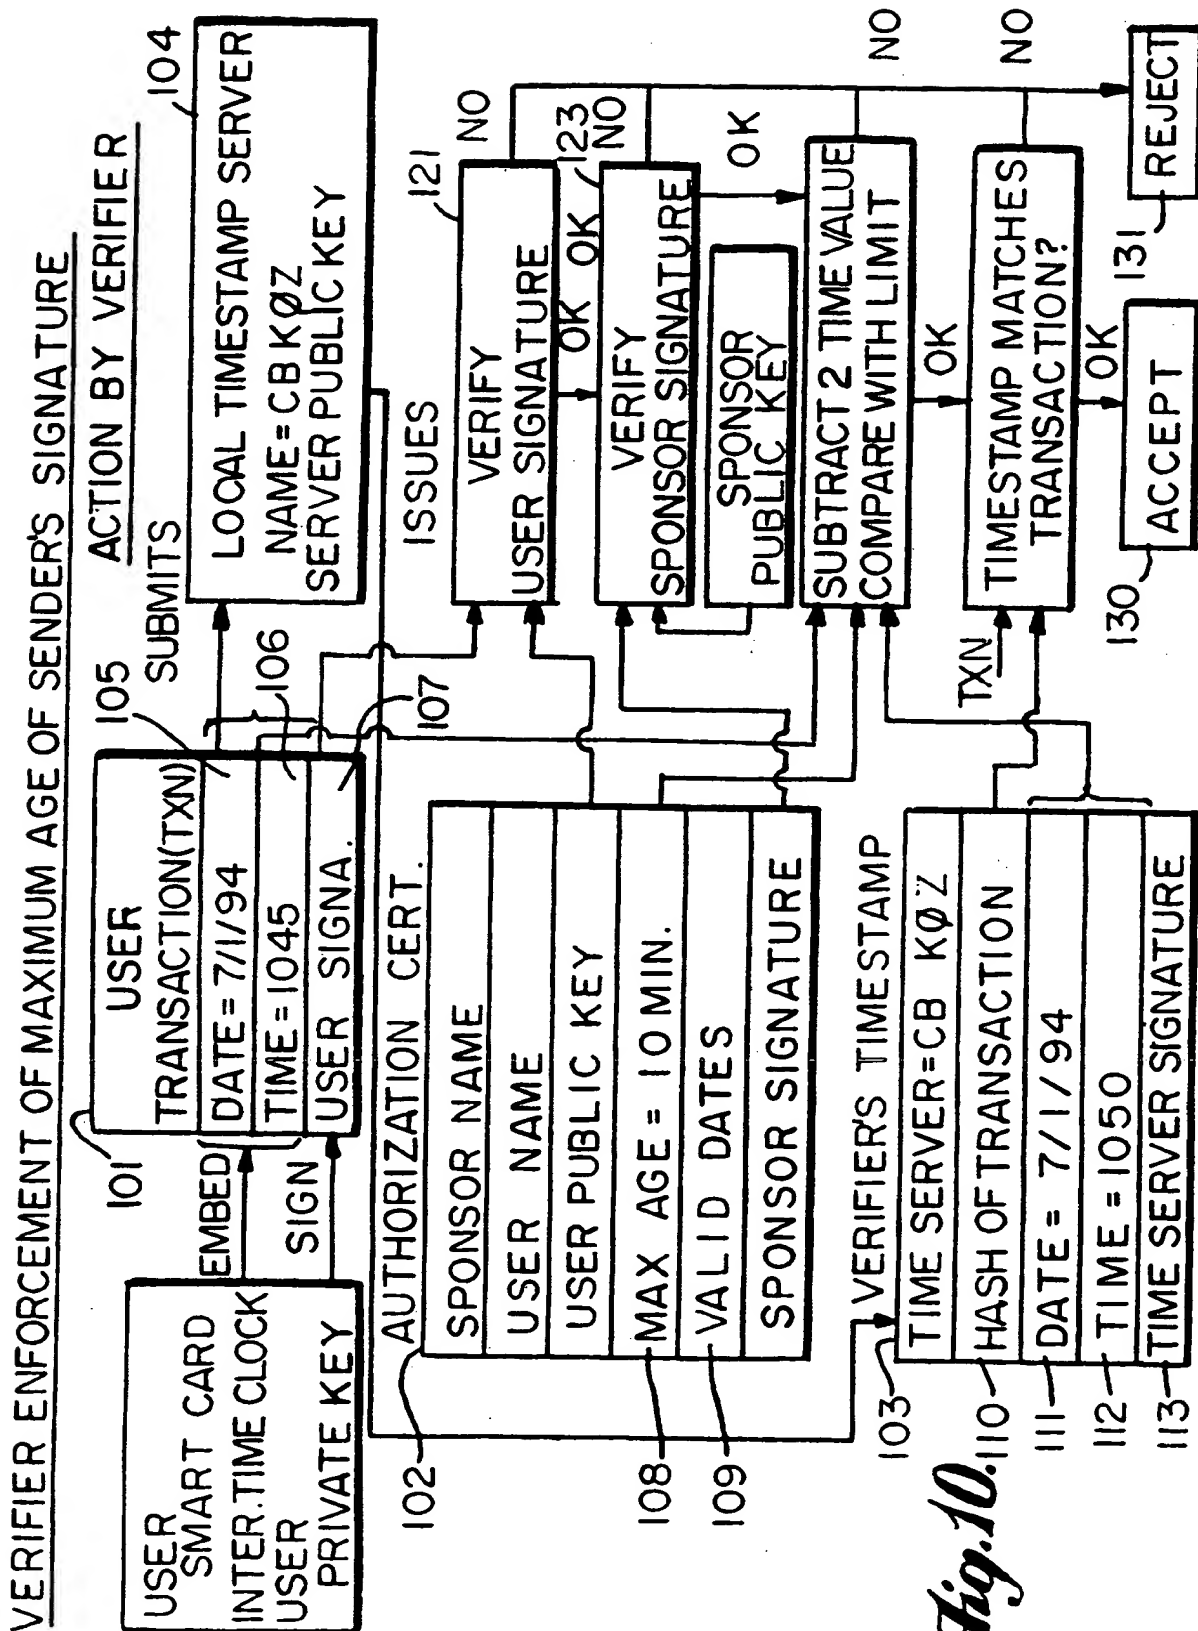 VERIFIER ENFORCEMENT OF MAXIMUM AGE OF SENDER'S SIGNATURE
ACTION BY VERIFIER
USER
SMART CARD
INTER. TIME CLOCK
USER
PRIVATE KEY
EMBED
SIGN
101
USER
TRANSACTION(TXN)
DATE = 7/1/94
TIME = 1045
USER SIGNA.
105
106
107
SUBMITS
104
LOCAL TIMESTAMP SERVER
NAME = CB KØZ
SERVER PUBLIC KEY
102
AUTHORIZATION CERT.
SPONSOR NAME
USER NAME
USER PUBLIC KEY
MAX AGE = 10 MIN.
VALID DATES
SPONSOR SIGNATURE
108
109
ISSUES
121
VERIFY
USER SIGNATURE
NO
OK
OK
123
VERIFY
SPONSOR SIGNATURE
NO
SPONSOR
PUBLIC KEY
OK
SUBTRACT 2 TIME VALUE
COMPARE WITH LIMIT
NO
OK
103
VERIFIER'S TIMESTAMP
TIME SERVER = CB KØZ
HASH OF TRANSACTION
DATE = 7/1/94
TIME = 1050
TIME SERVER SIGNATURE
110
111
112
113
TXN
TIMESTAMP MATCHES
TRANSACTION?
NO
OK
130
ACCEPT
131
REJECT
Fig. 10.